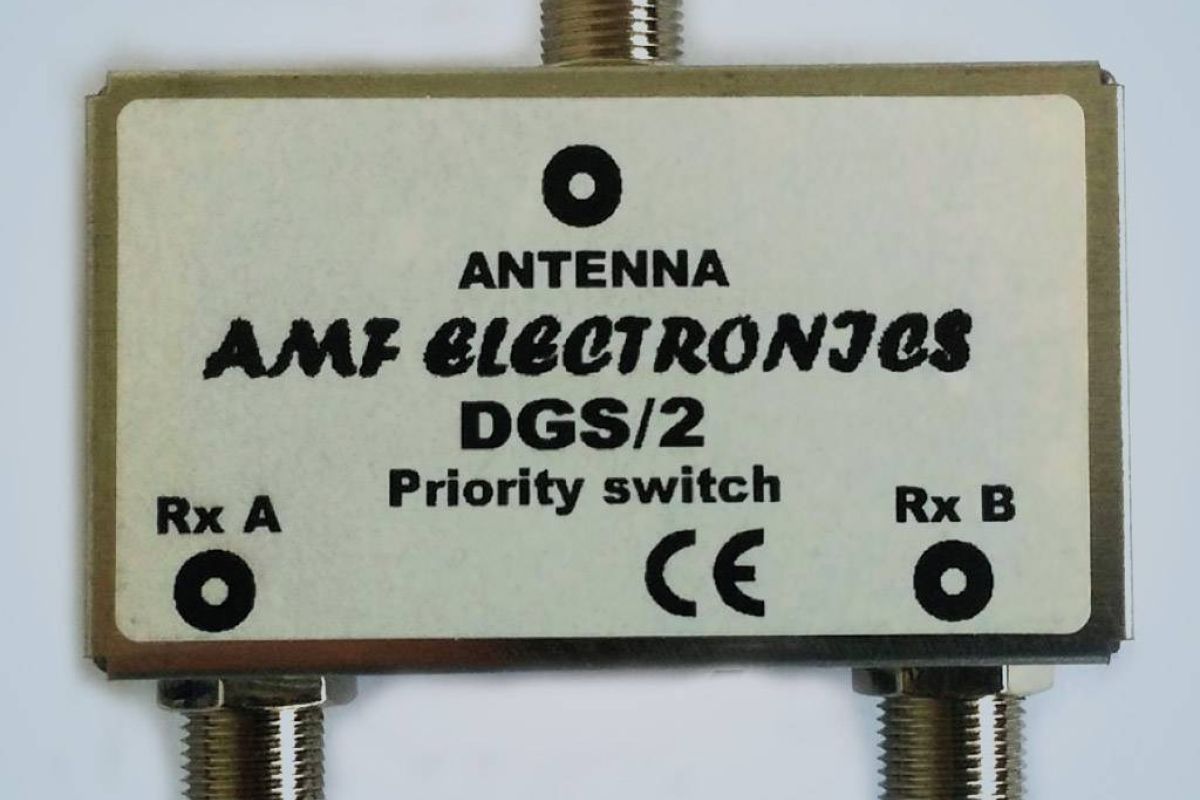 ANTENNA
AMF ELECTRONICS
DGS/2
Priority switch
Rx A
Rx B
CE